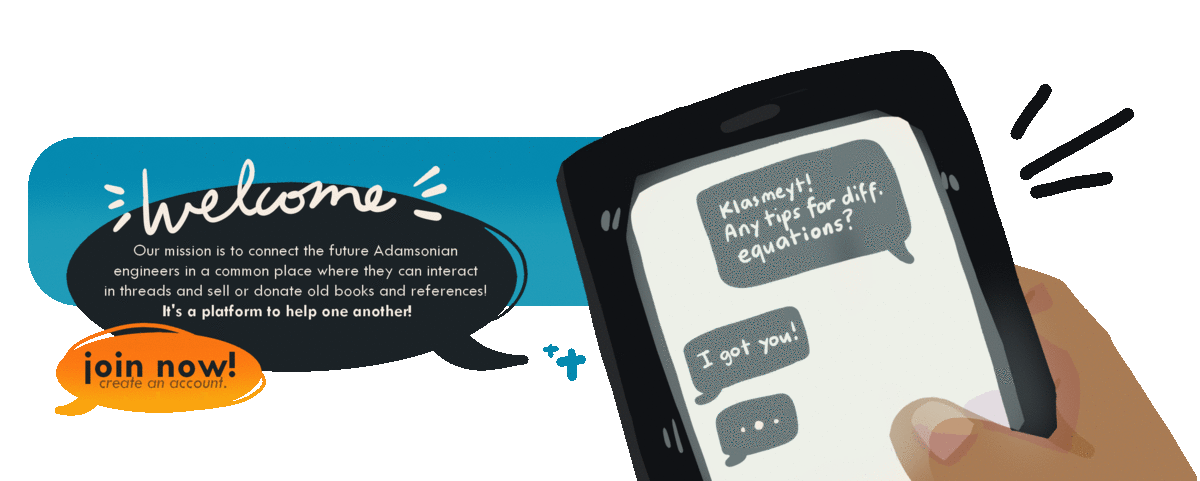 welcome
Our mission is to connect the future Adamsonian
engineers in a common place where they can interact
in threads and sell or donate old books and references!
It's a platform to help one another!
join now!
create an account.
Klasmeyt!
Any tips for diff.
equations?
I got you!
...